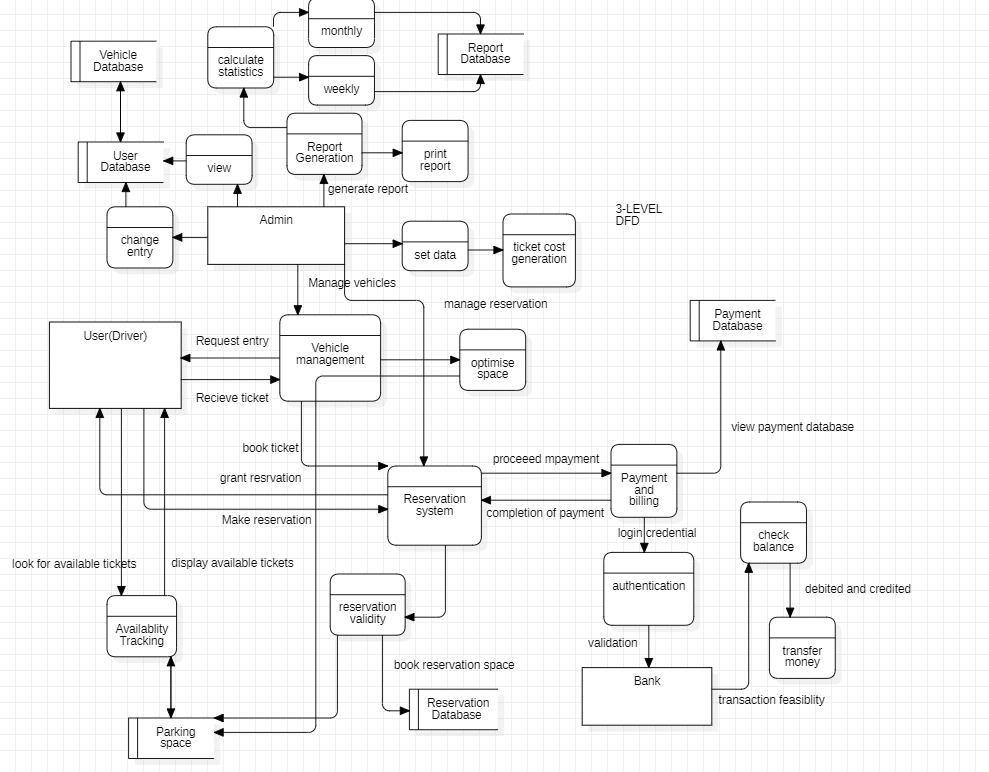 monthly
Vehicle
Database
calculate
statistics
Report
Database
weekly
User
Database
view
Report
Generation
print
report
generate report
Admin
3-LEVEL
DFD
change
entry
set data
ticket cost
generation
Manage vehicles
manage reservation
Payment
Database
User(Driver)
Request entry
Vehicle
management
optimise
space
Recieve ticket
view payment database
book ticket
proceeed mpayment
grant resrvation
Payment
and
billing
Reservation
system
completion of payment
Make reservation
login credential
check
balance
look for available tickets
display available tickets
authentication
debited and credited
reservation
validity
Availablity
Tracking
validation
transfer
money
book reservation space
Bank
transaction feasiblity
Reservation
Database
Parking
space